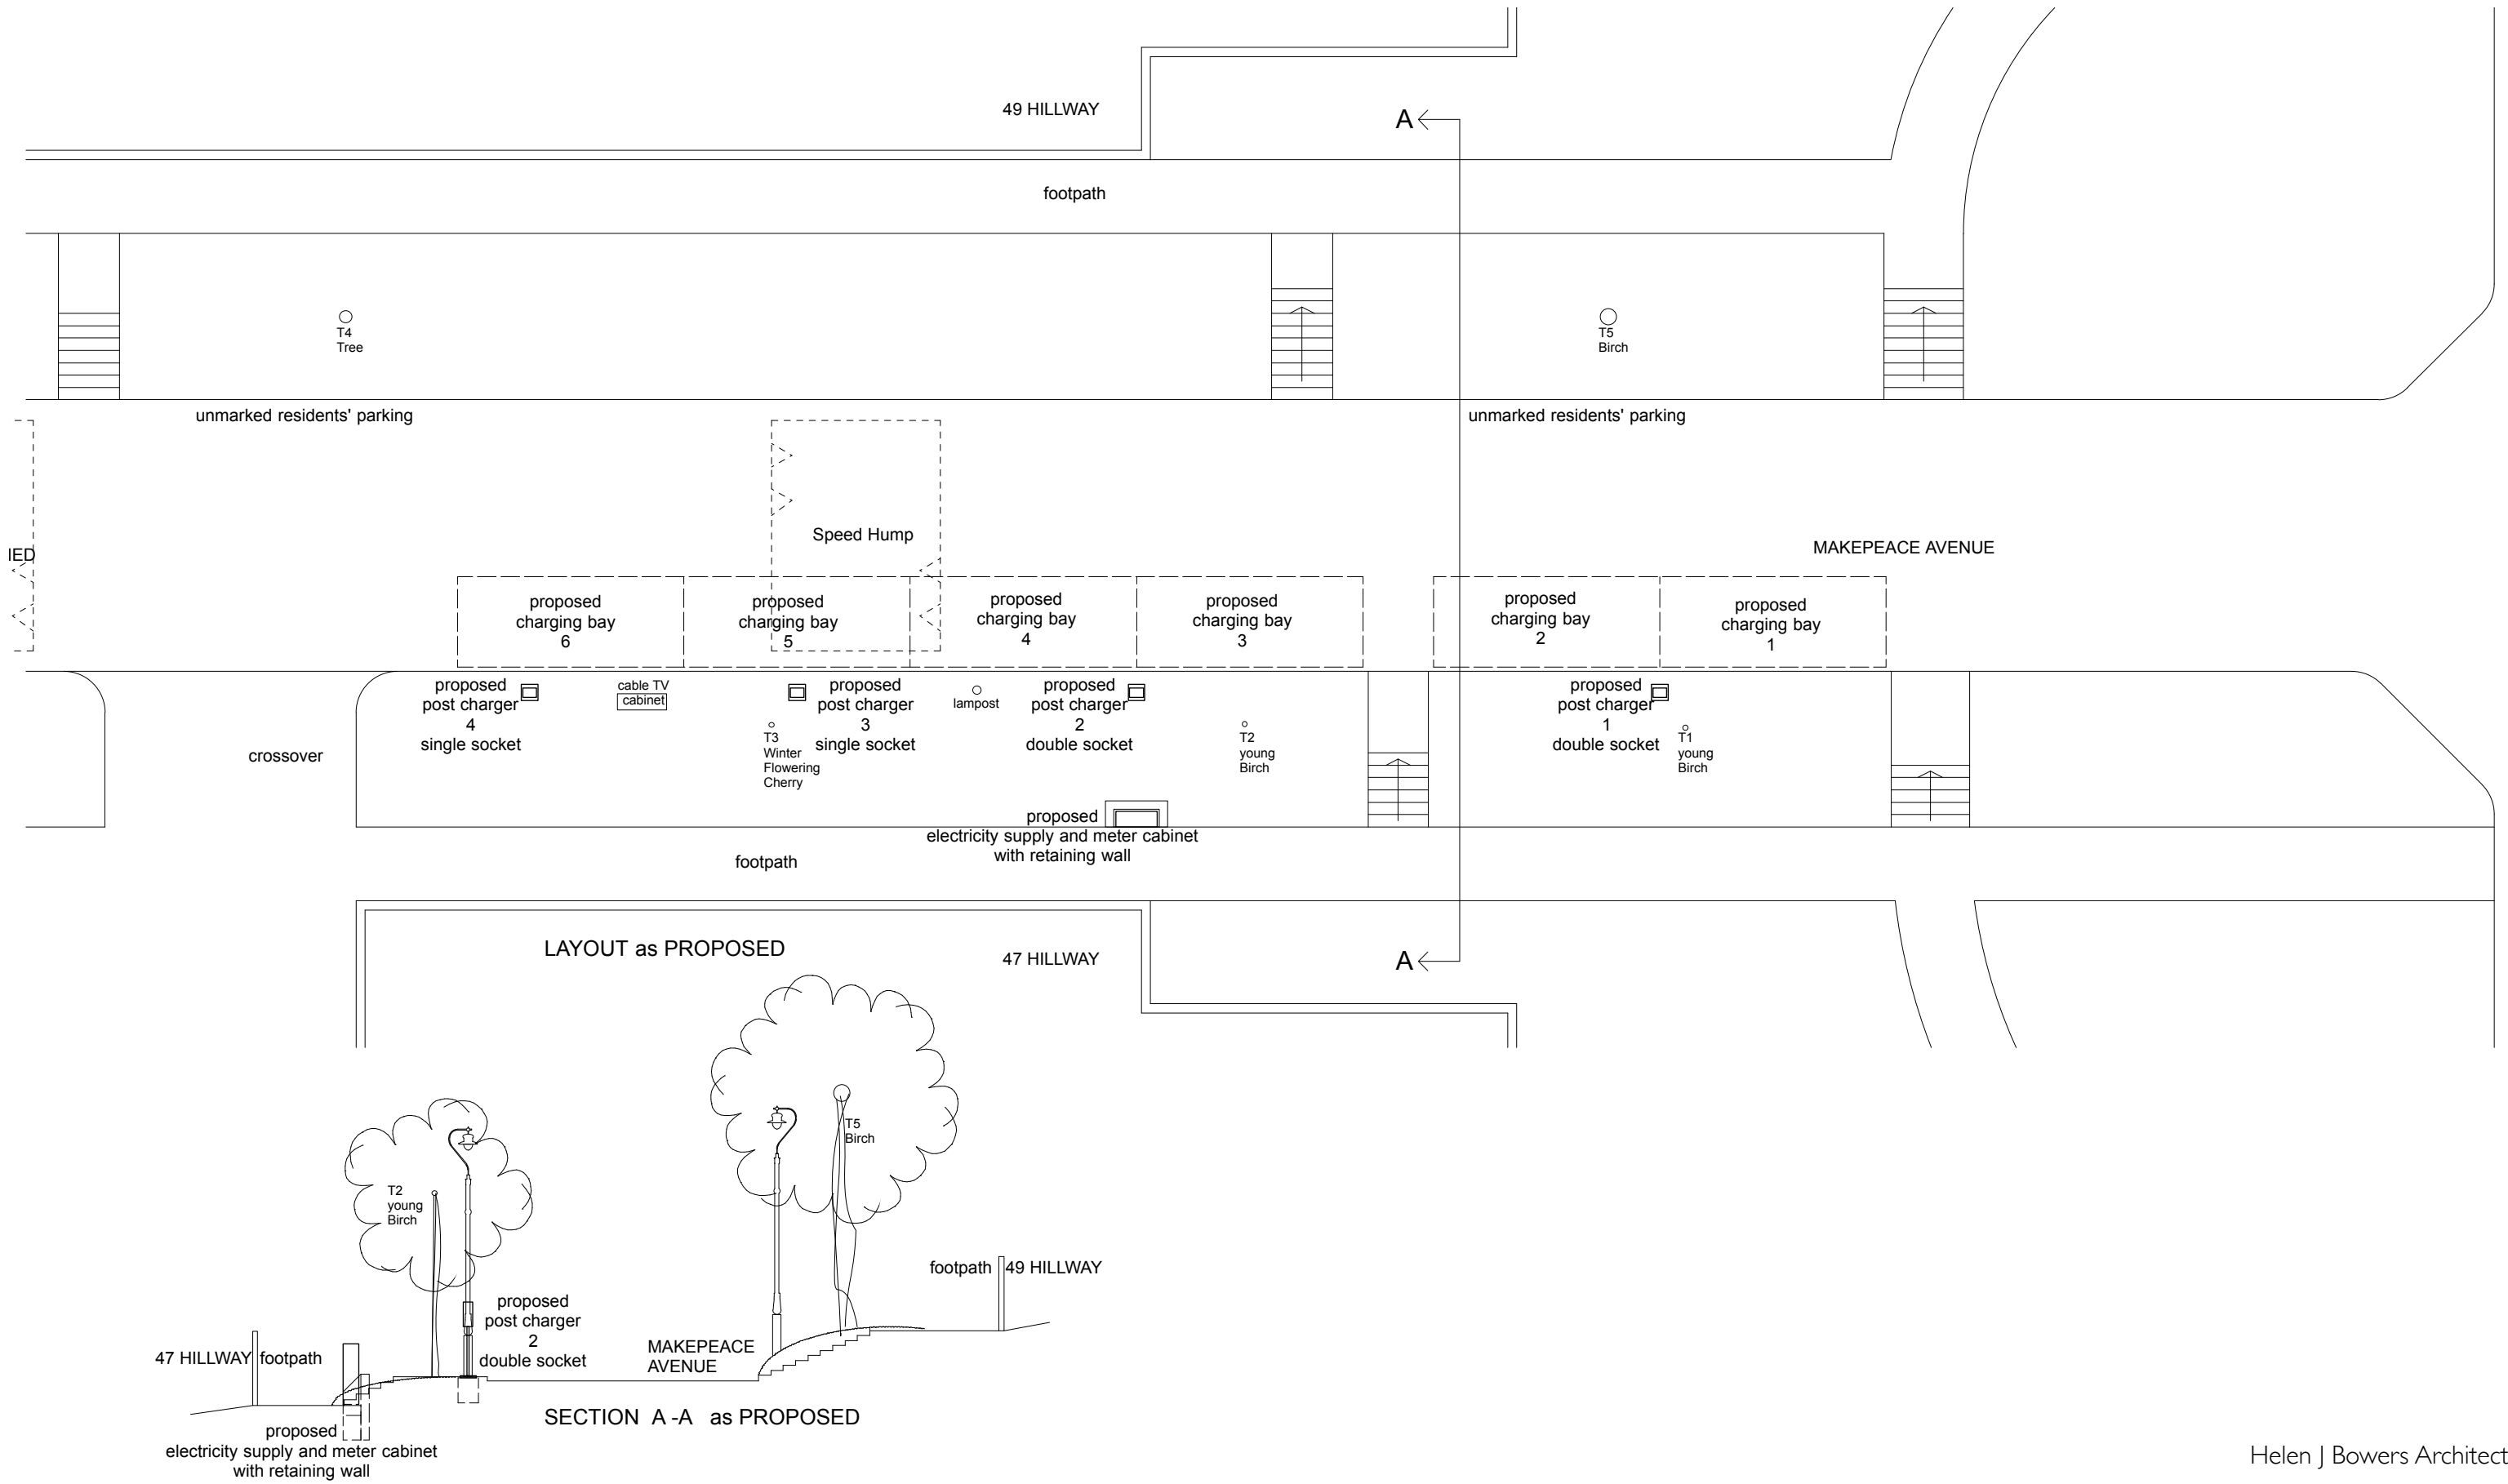 49 HILLWAY
A
footpath
T4
Tree
T5
Birch
unmarked residents' parking
unmarked residents' parking
Speed Hump
IED
MAKEPEACE AVENUE
proposed
charging bay
6
proposed
charging bay
5
proposed
charging bay
4
proposed
charging bay
3
proposed
charging bay
2
proposed
charging bay
1
proposed
post charger
4
single socket
cable TV
cabinet
T3
Winter
Flowering
Cherry
proposed
post charger
3
single socket
lampost
proposed
post charger
2
double socket
T2
young
Birch
proposed
post charger
1
double socket
T1
young
Birch
crossover
proposed
electricity supply and meter cabinet
with retaining wall
footpath
LAYOUT as PROPOSED
47 HILLWAY
A
T5
Birch
T2
young
Birch
footpath
49 HILLWAY
proposed
post charger
2
double socket
MAKEPEACE
AVENUE
47 HILLWAY
footpath
SECTION A -A as PROPOSED
proposed
electricity supply and meter cabinet
with retaining wall
Helen J Bowers Architect